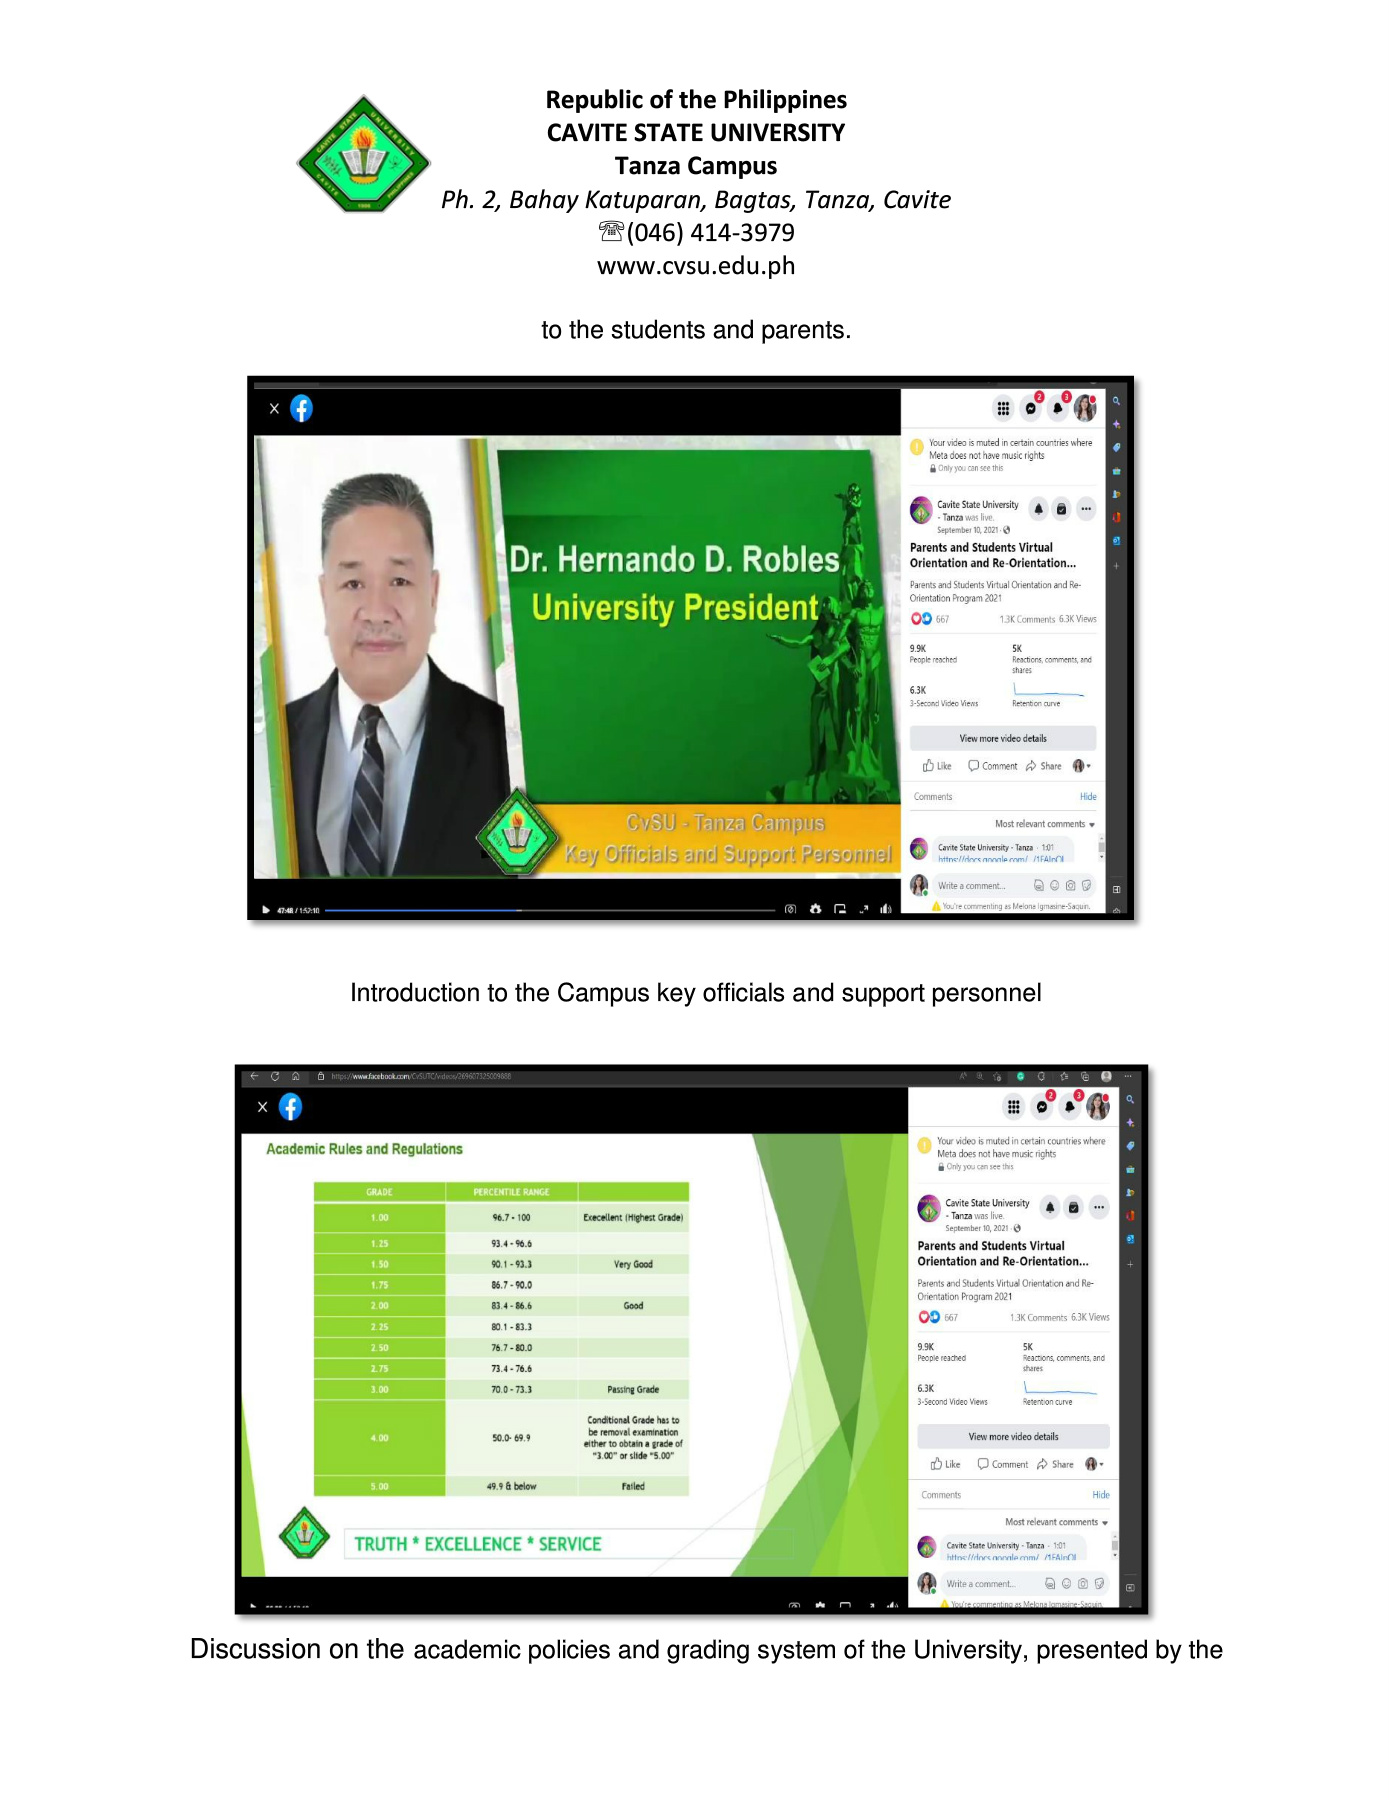 Republic of the Philippines
CAVITE STATE UNIVERSITY
Tanza Campus
Ph. 2, Bahay Katuparan, Bagtas, Tanza, Cavite
☏(046) 414-3979
www.cvsu.edu.ph
CAVITE STATE UNIVERSITY
CAVITE PHILIPPINES
1906
to the students and parents.
X
2
3
Your video is muted in certain countries where
Meta does not have music rights
Only you can see this
Cavite State University
- Tanza was live.
September 10, 2021 ·
Parents and Students Virtual
Orientation and Re-Orientation...
Parents and Students Virtual Orientation and Re-
Orientation Program 2021
667 1.3K Comments 6.3K Views
9.9K 5K
People reached Reactions, comments, and
shares
6.3K
3-Second Video Views Retention curve
View more video details
Like Comment Share
Comments Hide
Most relevant comments
Cavite State University - Tanza · 1:01
Write a comment...
You're commenting as Melona Igmasine-Saquin.
Dr. Hernando D. Robles
University President
CvSU - Tanza Campus
Key Officials and Support Personnel
47:48 / 1:52:10
Introduction to the Campus key officials and support personnel
https://www.facebook.com/CvSUTC/videos/269607325009888
X
2
3
Academic Rules and Regulations
GRADE PERCENTILE RANGE
1.00 96.7 - 100 Execellent (Highest Grade)
1.25 93.4 - 96.6
1.50 90.1 - 93.3 Very Good
1.75 86.7 - 90.0
2.00 83.4 - 86.6 Good
2.25 80.1 - 83.3
2.50 76.7 - 80.0
2.75 73.4 - 76.6
3.00 70.0 - 73.3 Passing Grade
4.00 50.0- 69.9 Conditional Grade has to
be removal examination
either to obtain a grade of
"3.00" or slide "5.00"
5.00 49.9 & below Failed
TRUTH * EXCELLENCE * SERVICE
Your video is muted in certain countries where
Meta does not have music rights
Only you can see this
Cavite State University
- Tanza was live.
September 10, 2021 ·
Parents and Students Virtual
Orientation and Re-Orientation...
Parents and Students Virtual Orientation and Re-
Orientation Program 2021
667 1.3K Comments 6.3K Views
9.9K 5K
People reached Reactions, comments, and
shares
6.3K
3-Second Video Views Retention curve
View more video details
Like Comment Share
Comments Hide
Most relevant comments
Cavite State University - Tanza · 1:01
Write a comment...
You're commenting as Melona Igmasine-Saquin.
Discussion on the academic policies and grading system of the University, presented by the